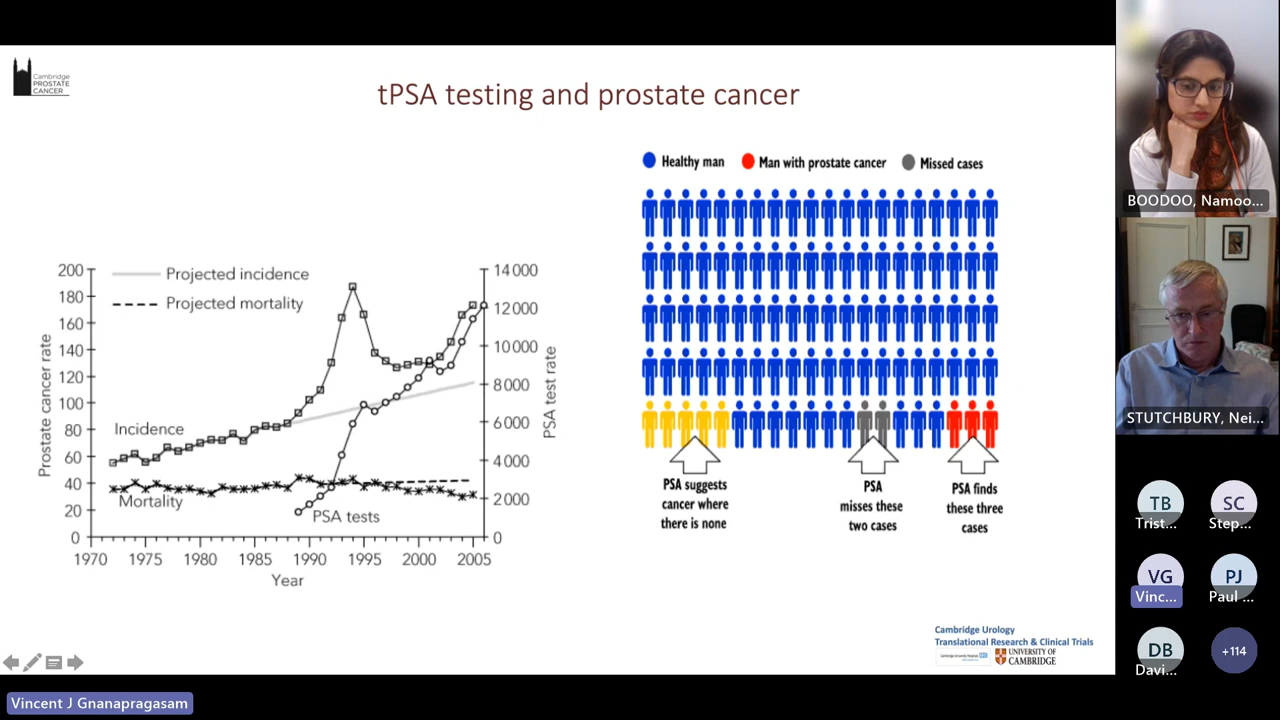 Cambridge
PROSTATE
CANCER
tPSA testing and prostate cancer
Projected incidence
Projected mortality
200
180
160
140
120
100
80
60
40
20
0
Prostate cancer rate
Incidence
Mortality
PSA tests
14 000
12 000
10 000
8000
6000
4000
2000
0
PSA test rate
1970 1975 1980 1985 1990 1995 2000 2005
Year
Healthy man Man with prostate cancer Missed cases
PSA suggests
cancer where
there is none
PSA
misses these
two cases
PSA finds
these three
cases
Cambridge Urology
Translational Research & Clinical Trials
UNIVERSITY OF
CAMBRIDGE
BOODOO, Namoo...
STUTCHBURY, Nei...
TB
Trist...
SC
Step...
VG
Vinc...
PJ
Paul ...
DB
Davi...
+114
Vincent J Gnanapragasam